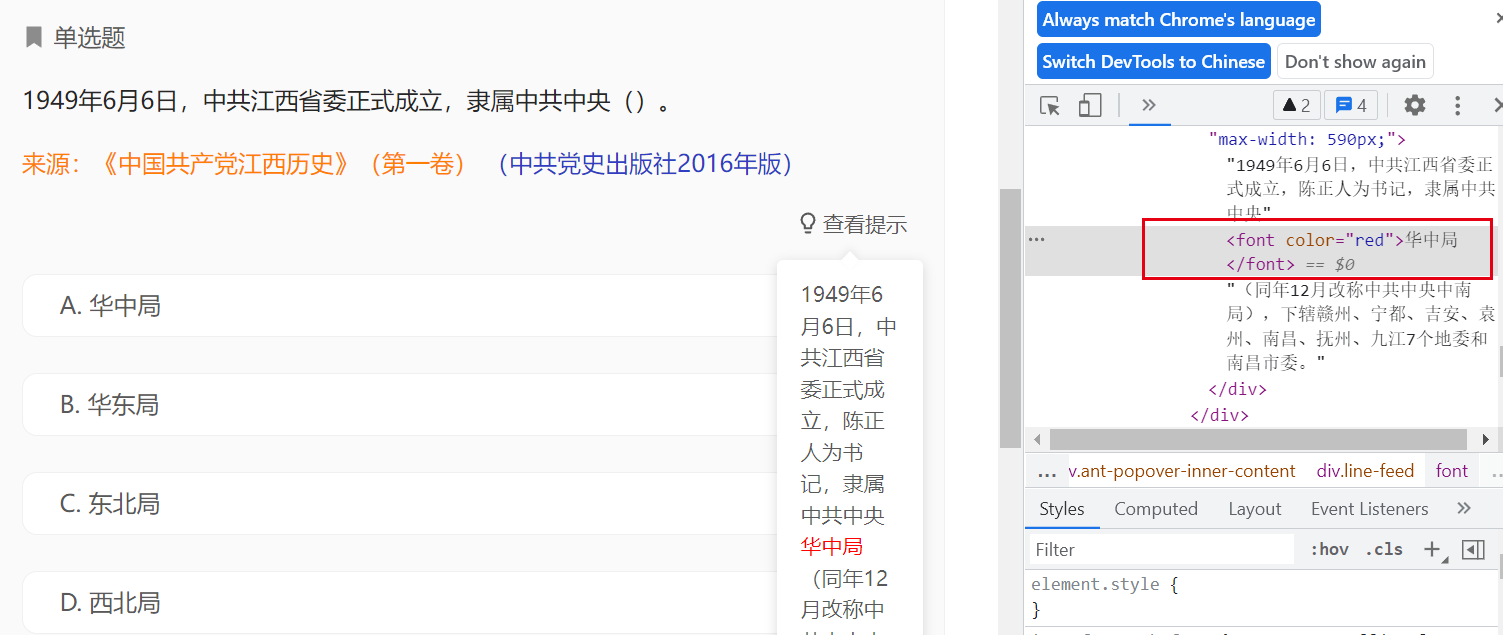 单选题
1949年6月6日，中共江西省委正式成立，隶属中共中央（）。
来源：《中国共产党江西历史》（第一卷）（中共党史出版社2016年版）
查看提示
A. 华中局
B. 华东局
C. 东北局
D. 西北局
1949年6
月6日，中
共江西省
委正式成
立，陈正
人为书
记，隶属
中共中央
华中局
（同年12
月改称中
Always match Chrome's language
Switch DevTools to Chinese
Don't show again
2
4
"max-width: 590px;">
"1949年6月6日，中共江西省委正
式成立，陈正人为书记，隶属中共
中央"
<font color="red">华中局
</font> == $0
"（同年12月改称中共中央中南
局），下辖赣州、宁都、吉安、袁
州、南昌、抚州、九江7个地委和
南昌市委。"
</div>
</div>
... v.ant-popover-inner-content div.line-feed font ..
Styles Computed Layout Event Listeners
Filter :hov .cls
element.style {
}